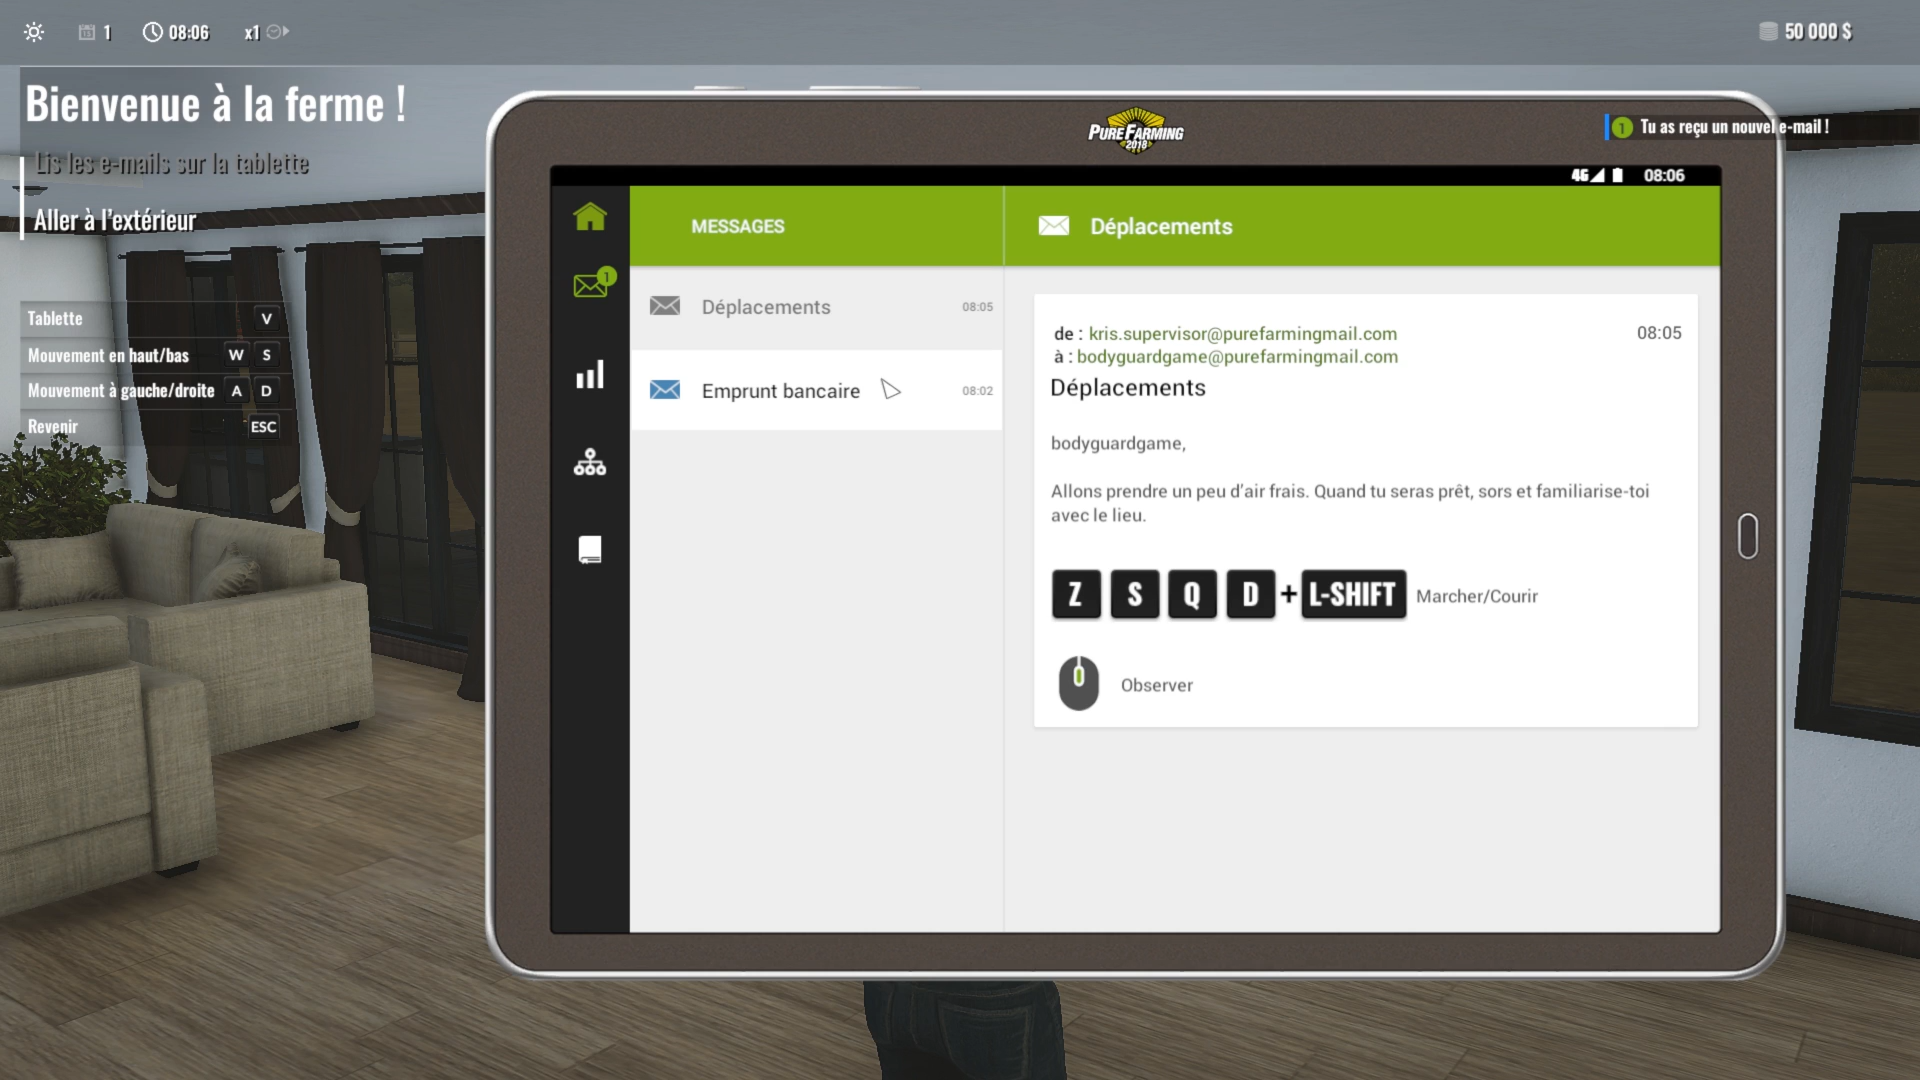 1
08:06
x1
50 000 $
Bienvenue à la ferme !
Lis les e-mails sur la tablette
Aller à l'extérieur
Tablette V
Mouvement en haut/bas W S
Mouvement à gauche/droite A D
Revenir ESC
PURE FARMING
2018
1 Tu as reçu un nouvel e-mail !
4G 08:06
1
MESSAGES
Déplacements 08:05
Emprunt bancaire 08:02
Déplacements
de : kris.supervisor@purefarmingmail.com 08:05
à : bodyguardgame@purefarmingmail.com
Déplacements
bodyguardgame,
Allons prendre un peu d'air frais. Quand tu seras prêt, sors et familiarise-toi
avec le lieu.
Z S Q D + L-SHIFT Marcher/Courir
Observer